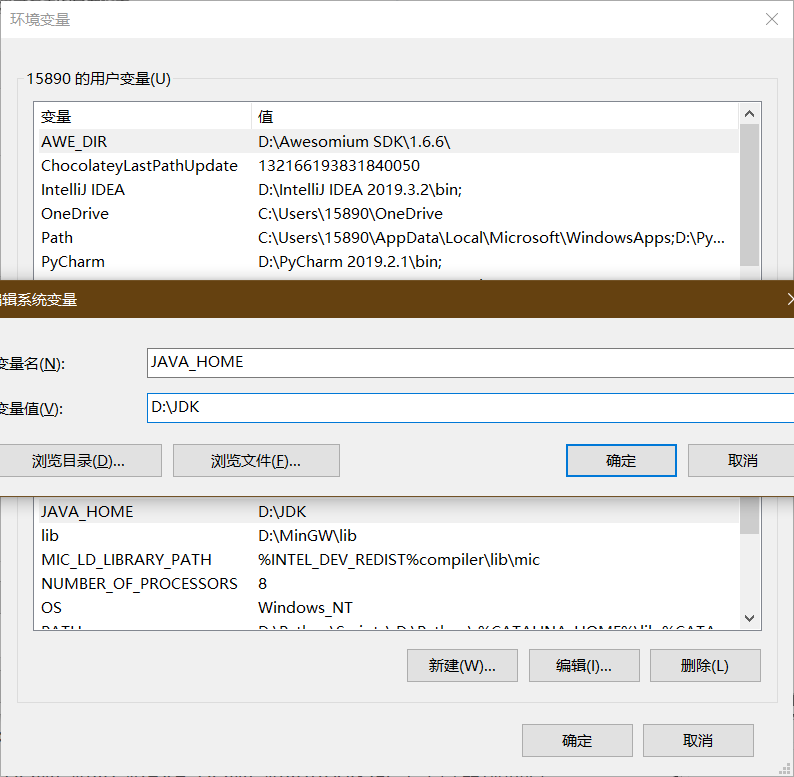 环境变量
15890 的用户变量(U)
变量 值
AWE_DIR D:\Awesomium SDK\1.6.6\
ChocolateyLastPathUpdate 132166193831840050
IntelliJ IDEA D:\IntelliJ IDEA 2019.3.2\bin;
OneDrive C:\Users\15890\OneDrive
Path C:\Users\15890\AppData\Local\Microsoft\WindowsApps;D:\Py...
PyCharm D:\PyCharm 2019.2.1\bin;
编辑系统变量
变量名(N): JAVA_HOME
变量值(V): D:\JDK
浏览目录(D)... 浏览文件(F)... 确定 取消
JAVA_HOME D:\JDK
lib D:\MinGW\lib
MIC_LD_LIBRARY_PATH %INTEL_DEV_REDIST%compiler\lib\mic
NUMBER_OF_PROCESSORS 8
OS Windows_NT
新建(W)... 编辑(I)... 删除(L)
确定 取消